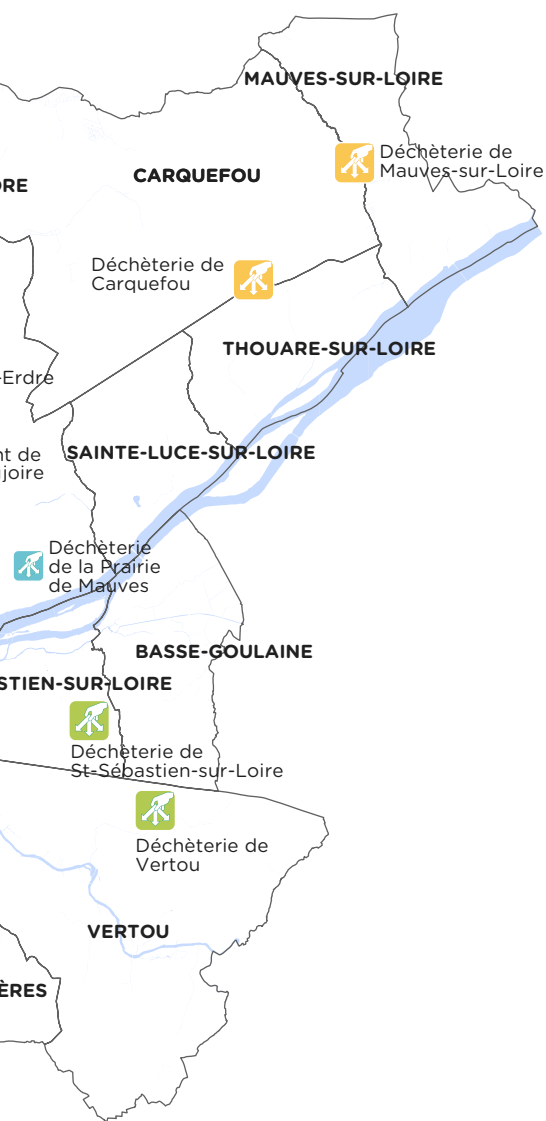 MAUVES-SUR-LOIRE
Déchèterie de
Mauves-sur-Loire
CARQUEFOU
DRE
Déchèterie de
Carquefou
THOUARE-SUR-LOIRE
-Erdre
SAINTE-LUCE-SUR-LOIRE
nt de
ujoire
Déchèterie
de la Prairie
de Mauves
BASSE-GOULAINE
STIEN-SUR-LOIRE
Déchèterie de
St-Sébastien-sur-Loire
Déchèterie de
Vertou
VERTOU
ÈRES